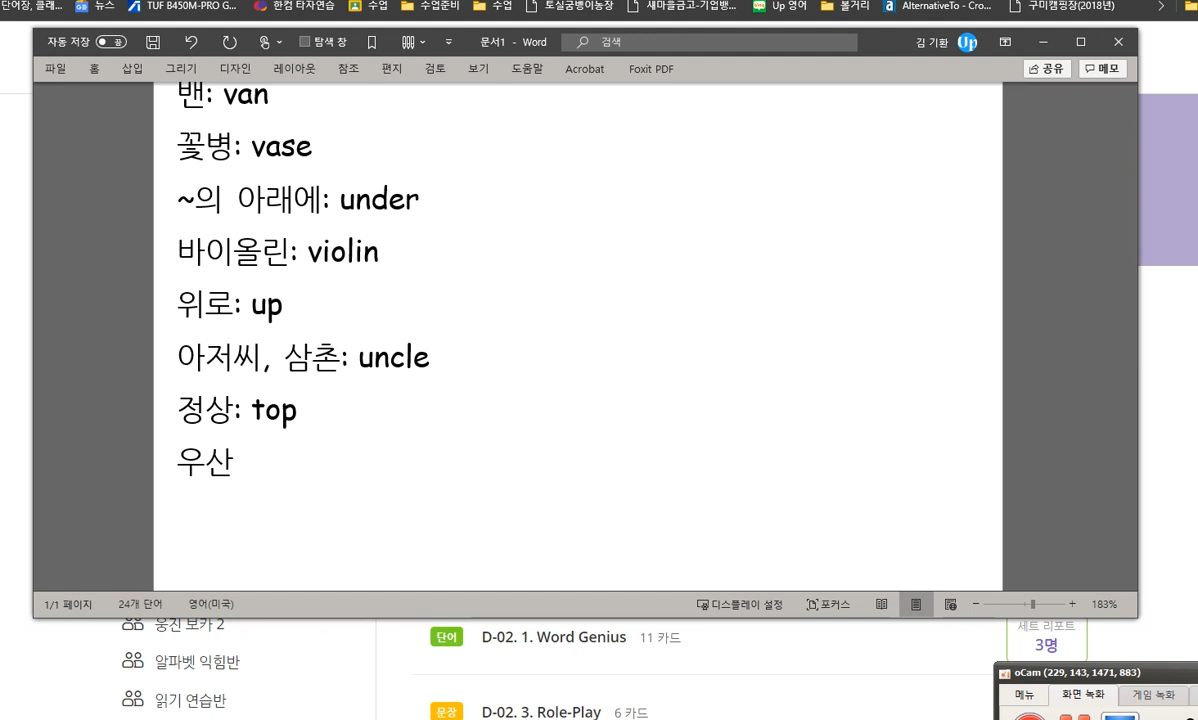 단어장, 클래... 뉴스 TUF B450M-PRO G... 한컴 타자연습 수업 수업준비 수업 토실굼벵이농장 새마을금고-기업뱅... Up 영어 볼거리 AlternativeTo - Cro... 구미캠핑장(2018년)
자동 저장 끔 탐색 창 문서1 - Word 검색 김 기환 Up
파일 홈 삽입 그리기 디자인 레이아웃 참조 편지 검토 보기 도움말 Acrobat Foxit PDF 공유 메모
밴: van
꽃병: vase
~의 아래에: under
바이올린: violin
위로: up
아저씨, 삼촌: uncle
정상: top
우산
1/1 페이지 24개 단어 영어(미국) 디스플레이 설정 포커스 183%
웅진 보카 2
단어 D-02. 1. Word Genius 11 카드
세트 리포트
3명
알파벳 익힘반
oCam (229, 143, 1471, 883)
메뉴 화면 녹화 게임 녹화
읽기 연습반
문장 D-02. 3. Role-Play 6 카드